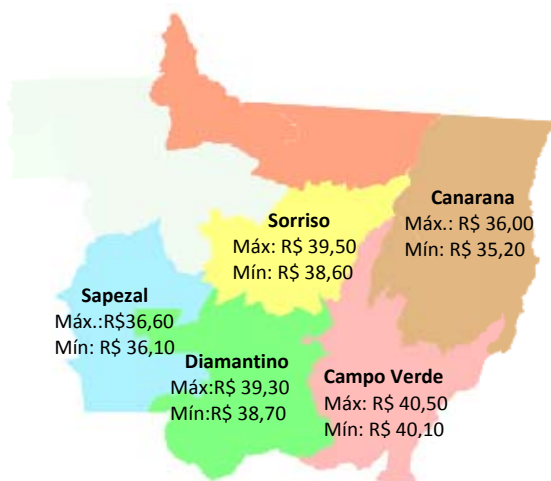 Canarana
Máx.: R$ 36,00
Mín: R$ 35,20
Sorriso
Máx: R$ 39,50
Mín: R$ 38,60
Sapezal
Máx.:R$36,60
Mín: R$ 36,10
Diamantino
Máx:R$ 39,30
Mín:R$ 38,70
Campo Verde
Máx: R$ 40,50
Mín: R$ 40,10